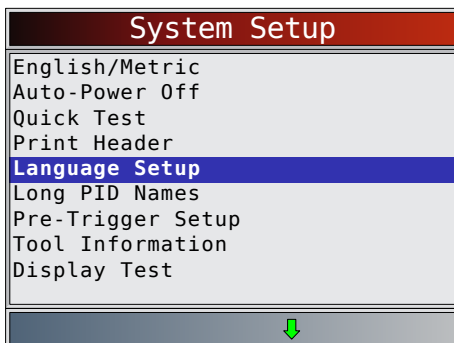 System Setup
English/Metric
Auto-Power Off
Quick Test
Print Header
Language Setup
Long PID Names
Pre-Trigger Setup
Tool Information
Display Test